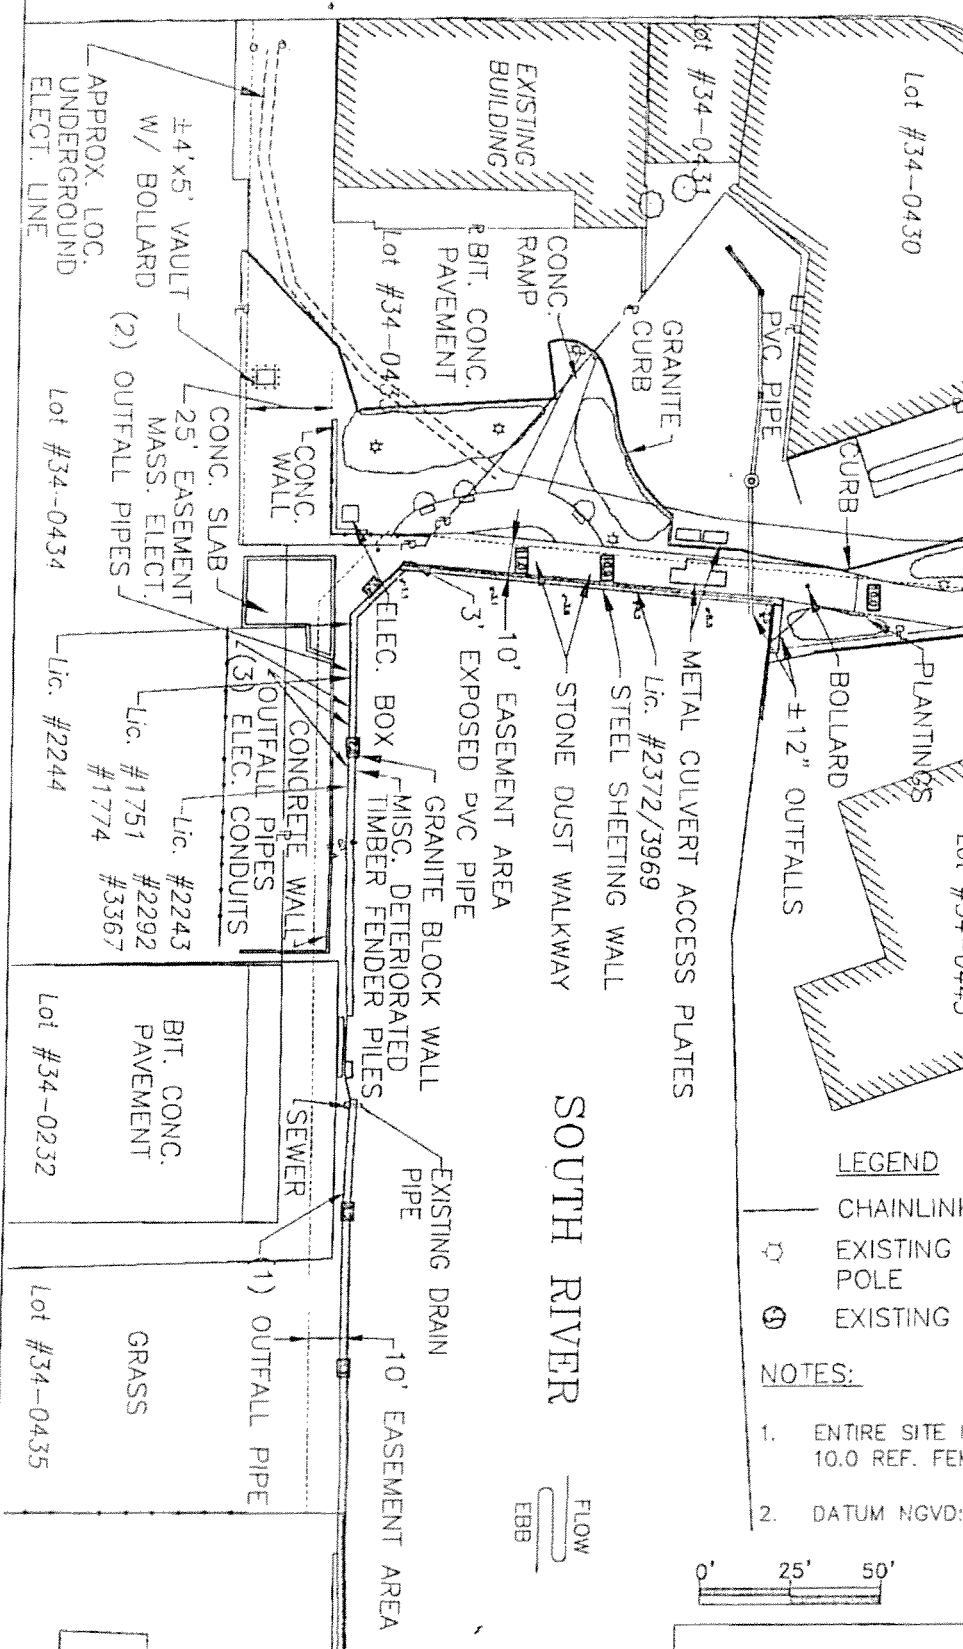 Lot #34-0430
Lot #34-0431
EXISTING
BUILDING
CONC.
RAMP
BIT. CONC.
PAVEMENT
Lot #34-04
GRANITE
CURB
PVC PIPE
CURB
APPROX. LOC.
UNDERGROUND
ELECT. LINE
±4'x5' VAULT
W/ BOLLARD
(2) OUTFALL PIPES
25' EASEMENT
MASS. ELECT.
CONC. SLAB
CONC.
WALL
Lot #34-0434
Lic. #2244
Lic. #1751 #2292
#1774 #3367
Lic. #2243
(3) ELEC. CONDUITS
OUTFALL PIPES
CONCRETE WALL
ELEC. BOX
TIMBER FENDER PILES
MISC. DETERIORATED
GRANITE BLOCK WALL
3' EXPOSED PVC PIPE
10' EASEMENT AREA
STONE DUST WALKWAY
STEEL SHEETING WALL
Lic. #2372/3969
METAL CULVERT ACCESS PLATES
±12" OUTFALLS
BOLLARD
PLANTINGS
SOUTH RIVER
FLOW
EBB
BIT. CONC.
PAVEMENT
Lot #34-0232
SEWER
EXISTING DRAIN
PIPE
(1) OUTFALL PIPE
10' EASEMENT AREA
GRASS
Lot #34-0435
LEGEND
CHAINLINK
EXISTING
POLE
EXISTING
NOTES:
1. ENTIRE SITE
10.0 REF.
2. DATUM NGVD:
0' 25' 50'